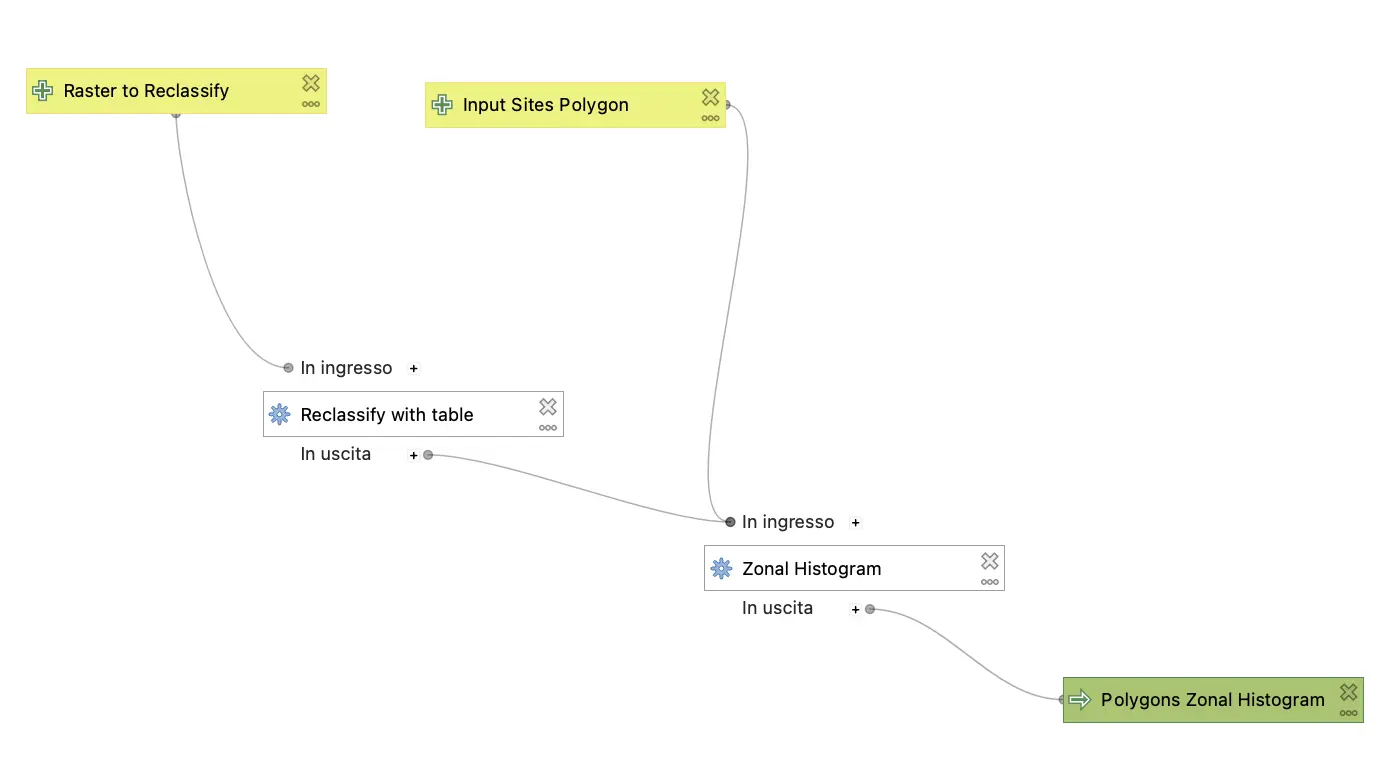 Raster to Reclassify
Input Sites Polygon
In ingresso +
Reclassify with table
In uscita +
In ingresso +
Zonal Histogram
In uscita +
Polygons Zonal Histogram